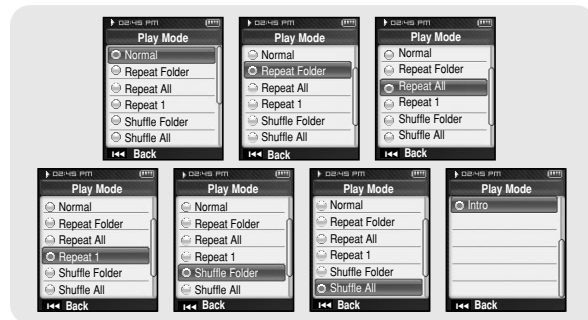 02:45 PM
Play Mode
Normal
Repeat Folder
Repeat All
Repeat 1
Shuffle Folder
Shuffle All
Back
02:45 PM
Play Mode
Normal
Repeat Folder
Repeat All
Repeat 1
Shuffle Folder
Shuffle All
Back
02:45 PM
Play Mode
Normal
Repeat Folder
Repeat All
Repeat 1
Shuffle Folder
Shuffle All
Back
02:45 PM
Play Mode
Normal
Repeat Folder
Repeat All
Repeat 1
Shuffle Folder
Shuffle All
Back
02:45 PM
Play Mode
Normal
Repeat Folder
Repeat All
Repeat 1
Shuffle Folder
Shuffle All
Back
02:45 PM
Play Mode
Normal
Repeat Folder
Repeat All
Repeat 1
Shuffle Folder
Shuffle All
Back
02:45 PM
Play Mode
Intro
Back